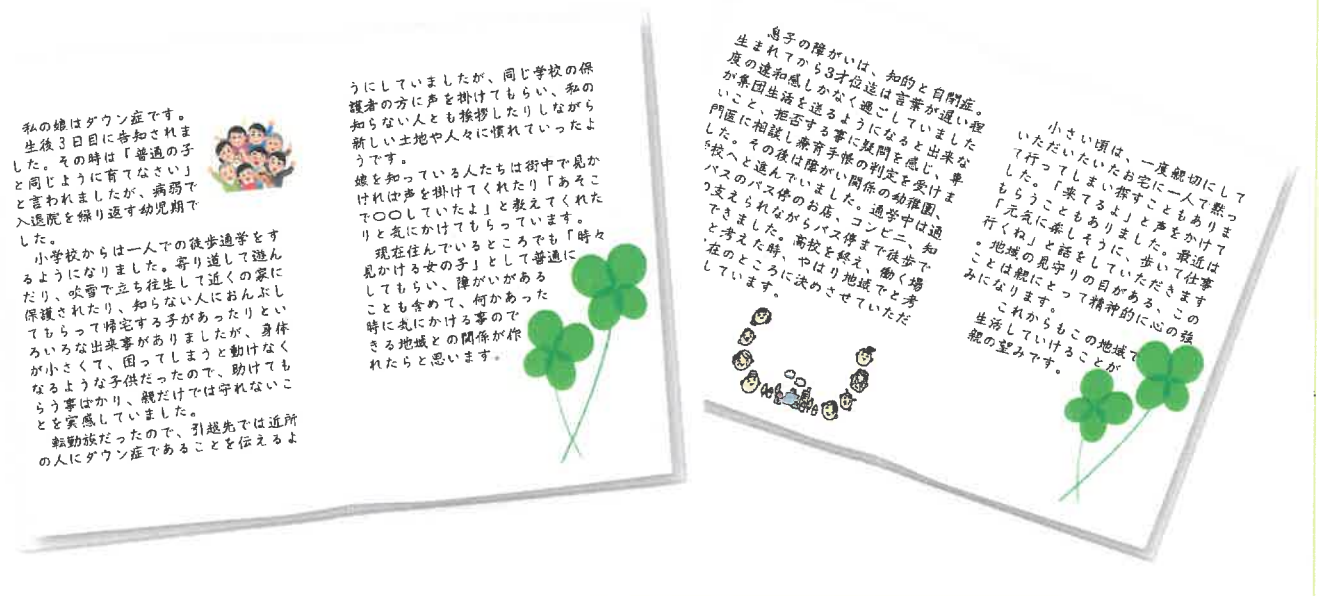 私の娘はダウン症です。
生後3日目に告知されま
した。その時は「普通の子
と同じように育てなさい」
と言われましたが、病弱で
入退院を繰り返す幼児期で
した。
小学校からは一人での徒歩通学をす
るようになりました。寄り道して遊ん
だり、吹雪で立ち往生して近くの家に
保護されたり、知らない人におんぶし
てもらって帰宅する子があったりとい
ろいろな出来事がありましたが、身体
が小さくて、困ってしまうと動けなく
なるような子供だったので、助けても
らう事ばかり、親だけでは守れないこ
とを実感していました。
転勤族だったので、引越先では近所
の人にダウン症であることを伝えるよ
うにしていましたが、同じ学校の保
護者の方に声を掛けてもらい、私の
知らない人とも挨拶したりしながら
新しい土地や人々に慣れていったよ
うです。
娘を知っている人たちは街中で見か
ければ声を掛けてくれたり「あそこ
で〇〇していたよ」と教えてくれた
りと気にかけてもらっています。
現在住んでいるところでも「時々
見かける女の子」として普通に
してもらい、障がいがある
ことも含めて、何かあった
時に気にかける事ので
きる地域との関係が作
れたらと思います。
息子の障がいは、知的と自閉症。
生まれてから3才位迄は言葉が遅い程
度の違和感しかなく過ごしていました
が集団生活を送るようになると出来な
いこと、拒否する事に疑問を感じ、専
門医に相談し療育手帳の判定を受けま
した。その後は障がい関係の幼稚園、
校へと進んでいました。通学中は通
バスのバス停のお店、コンビニ、知
支えられながらバス停まで徒歩で
できました。高校を終え、働く場
と考えた時、やはり地域でと考
在のところに決めさせていただ
しています。
小さい頃は、一度親切にして
いただいたお宅に一人で黙っ
て行ってしまい探すこともありま
した。「来てるよ」と声をかけて
もらうこともありました。最近は
「元気に楽しそうに、歩いて仕事
行くね」と話をしていただきます
。地域の見守りの目がある、この
ことは親にとって精神的に心の強
みになります。
これからもこの地域で
生活していけることが
親の望みです。